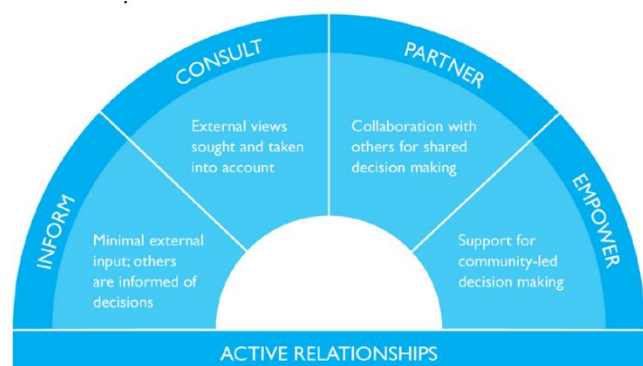 INFORM
Minimal external
input; others
are informed of
decisions
CONSULT
External views
sought and taken
into account
PARTNER
Collaboration with
others for shared
decision making
EMPOWER
Support for
community-led
decision making
ACTIVE RELATIONSHIPS